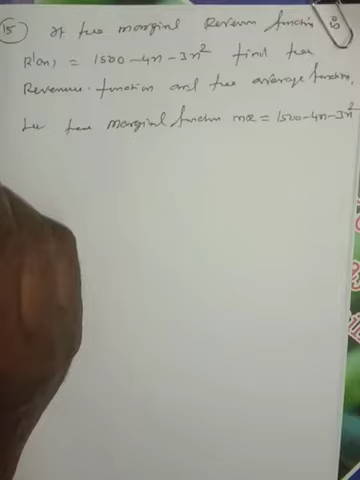 (15) If the marginal Revenue function is
R'(x) = 1500 - 4x - 3x² find the
Revenue function and the average function.
Let the marginal function MR = 1500 - 4x - 3x²